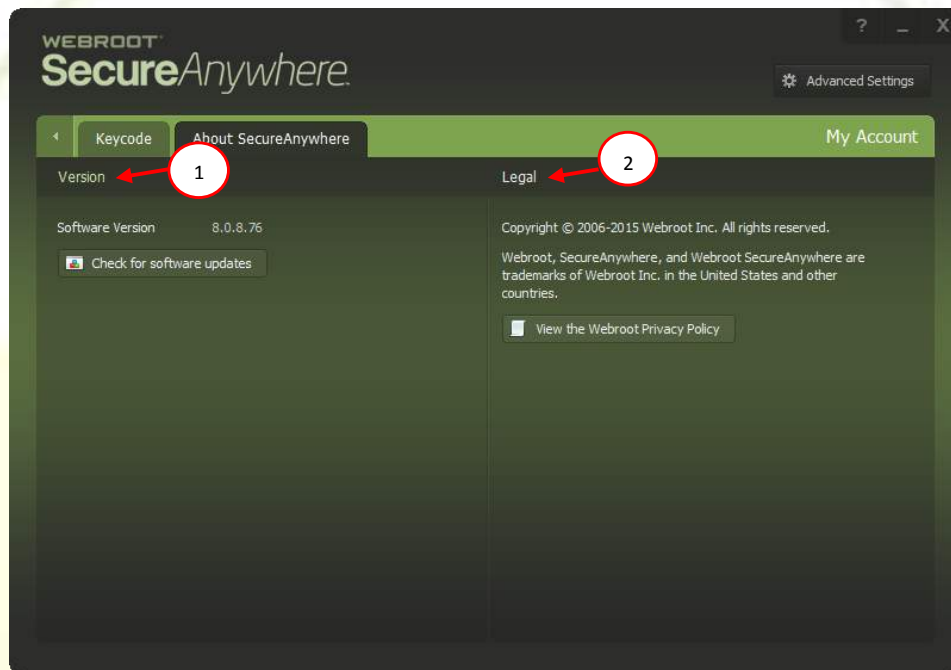 ? _ X
WEBROOT
SecureAnywhere
Advanced Settings
Keycode
About SecureAnywhere
My Account
Version
1
Legal
2
Software Version 8.0.8.76
Check for software updates
Copyright © 2006-2015 Webroot Inc. All rights reserved.
Webroot, SecureAnywhere, and Webroot SecureAnywhere are
trademarks of Webroot Inc. in the United States and other
countries.
View the Webroot Privacy Policy